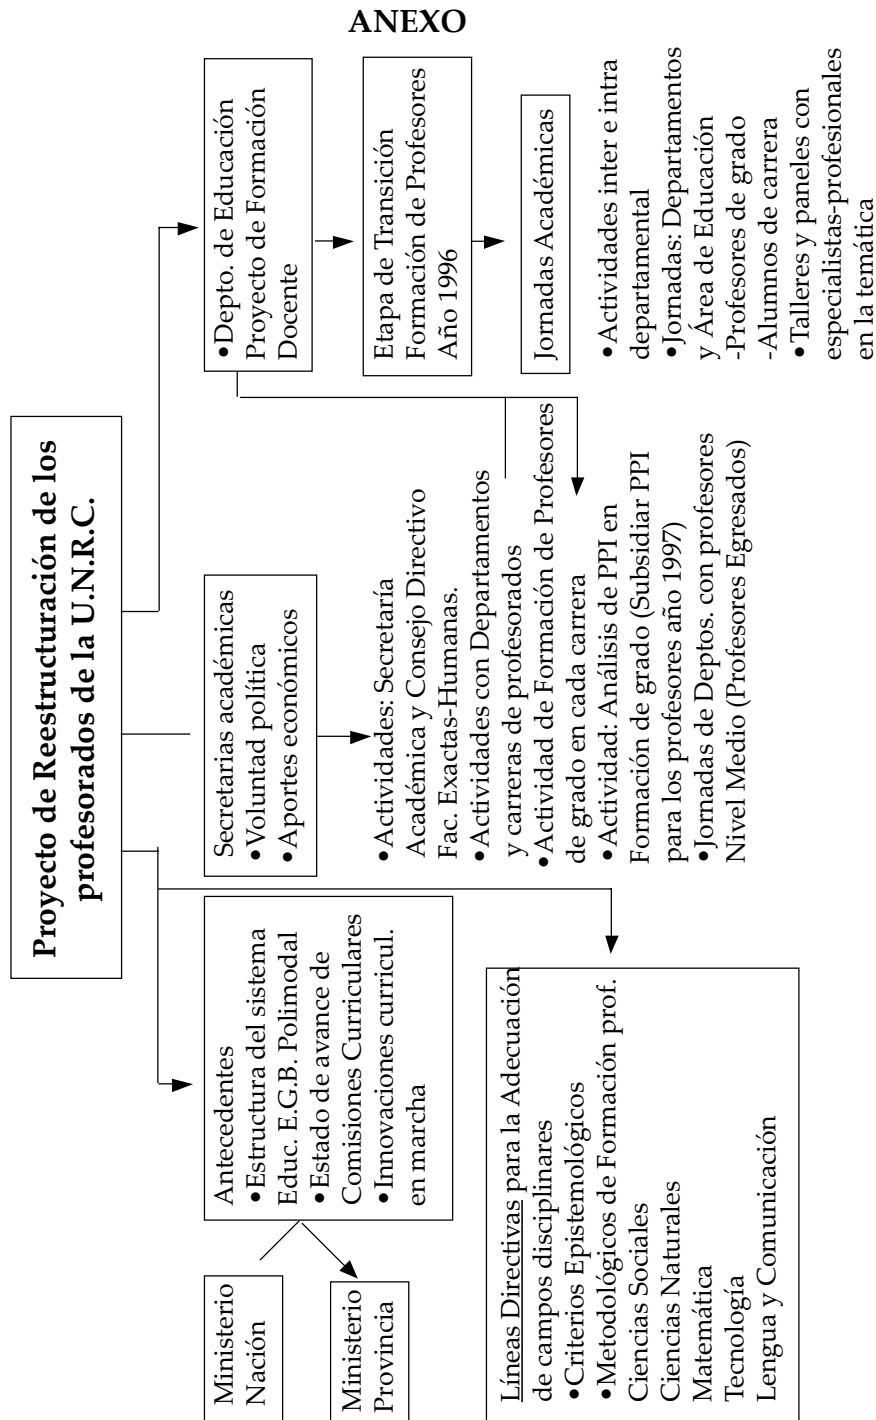 ANEXO
Proyecto de Reestructuración de los
profesorados de la U.N.R.C.
Ministerio
Nación
Ministerio
Provincia
Antecedentes
•Estructura del sistema
Educ. E.G.B. Polimodal
•Estado de avance de
Comisiones Curriculares
•Innovaciones curricul.
en marcha
Líneas Directivas para la Adecuación
de campos disciplinares
•Criterios Epistemológicos
•Metodológicos de Formación prof.
Ciencias Sociales
Ciencias Naturales
Matemática
Tecnología
Lengua y Comunicación
Secretarias académicas
•Voluntad política
•Aportes económicos
•Actividades: Secretaría
Académica y Consejo Directivo
Fac. Exactas-Humanas.
•Actividades con Departamentos
y carreras de profesorados
•Actividad de Formación de Profesores
de grado en cada carrera
•Actividad: Análisis de PPI en
Formación de grado (Subsidiar PPI
para los profesores año 1997)
•Jornadas de Deptos. con profesores
Nivel Medio (Profesores Egresados)
•Depto. de Educación
Proyecto de Formación
Docente
Etapa de Transición
Formación de Profesores
Año 1996
Jornadas Académicas
•Actividades inter e intra
departamental
•Jornadas: Departamentos
y Área de Educación
-Profesores de grado
-Alumnos de carrera
•Talleres y paneles con
especialistas-profesionales
en la temática